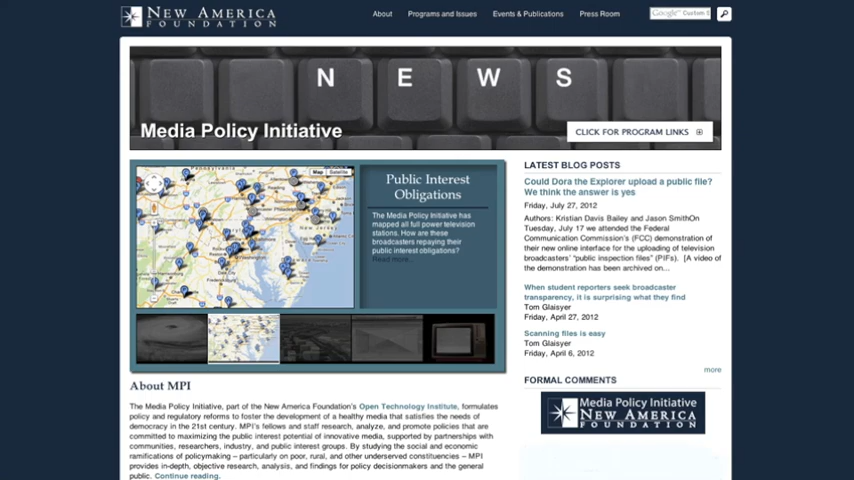 NEW AMERICA
FOUNDATION
About
Programs and Issues
Events & Publications
Press Room
Google™ Custom S
NEWS
Media Policy Initiative
CLICK FOR PROGRAM LINKS
Map
Satellite
Public Interest
Obligations
The Media Policy Initiative has
mapped all full power television
stations. How are these
broadcasters repaying their
public interest obligations?
Read more...
LATEST BLOG POSTS
Could Dora the Explorer upload a public file?
We think the answer is yes
Friday, July 27, 2012
Authors: Kristian Davis Bailey and Jason SmithOn
Tuesday, July 17 we attended the Federal
Communication Commission's (FCC) demonstration of
their new online interface for the uploading of television
broadcasters' "public inspection files" (PIFs). [A video of
the demonstration has been archived on...
When student reporters seek broadcaster
transparency, it is surprising what they find
Tom Glaisyer
Friday, April 27, 2012
Scanning files is easy
Tom Glaisyer
Friday, April 6, 2012
more
FORMAL COMMENTS
Media Policy Initiative
NEW AMERICA
FOUNDATION
About MPI
The Media Policy Initiative, part of the New America Foundation's Open Technology Institute, formulates
policy and regulatory reforms to foster the development of a healthy media that satisfies the needs of
democracy in the 21st century. MPI's fellows and staff research, analyze, and promote policies that are
committed to maximizing the public interest potential of innovative media, supported by partnerships with
communities, researchers, industry, and public interest groups. By studying the social and economic
ramifications of policymaking – particularly on poor, rural, and other underserved constituencies – MPI
provides in-depth, objective research, analysis, and findings for policy decisionmakers and the general
public. Continue reading.